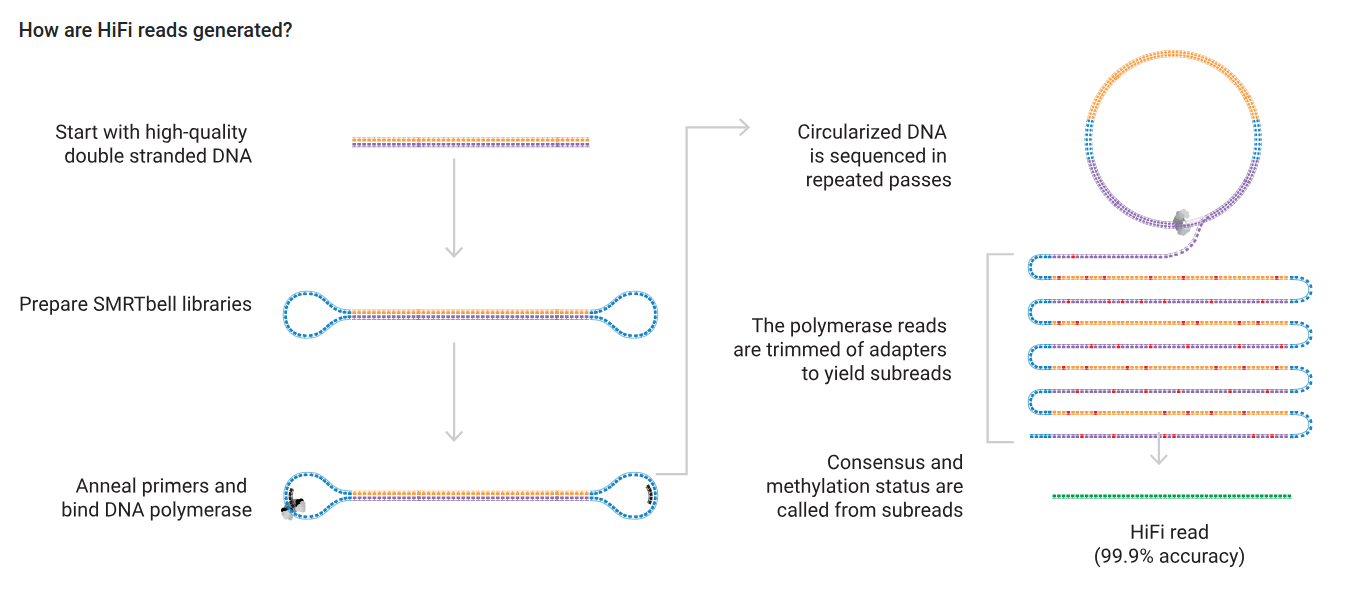 How are HiFi reads generated?
Start with high-quality
double stranded DNA
Prepare SMRTbell libraries
Anneal primers and
bind DNA polymerase
Circularized DNA
is sequenced in
repeated passes
The polymerase reads
are trimmed of adapters
to yield subreads
Consensus and
methylation status are
called from subreads
HiFi read
(99.9% accuracy)